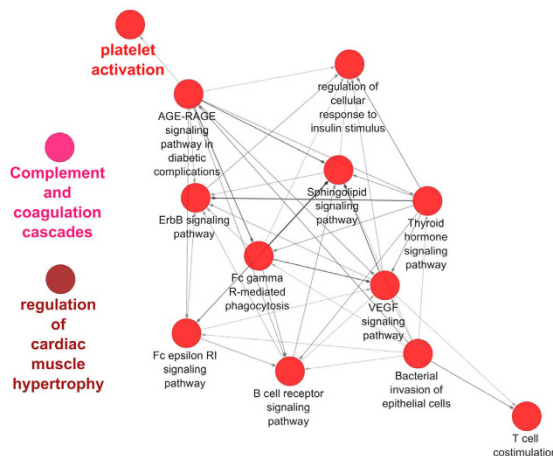 platelet
activation
regulation of
cellular
response to
insulin stimulus
AGE-RAGE
signaling
pathway in
diabetic
complications
Complement
and
coagulation
cascades
Sphingolipid
signaling
pathway
ErbB signaling
pathway
Thyroid
hormone
signaling
pathway
Fc gamma
R-mediated
phagocytosis
regulation
of
cardiac
muscle
hypertrophy
VEGF
signaling
pathway
Fc epsilon RI
signaling
pathway
B cell receptor
signaling
pathway
Bacterial
invasion of
epithelial cells
T cell
costimulation